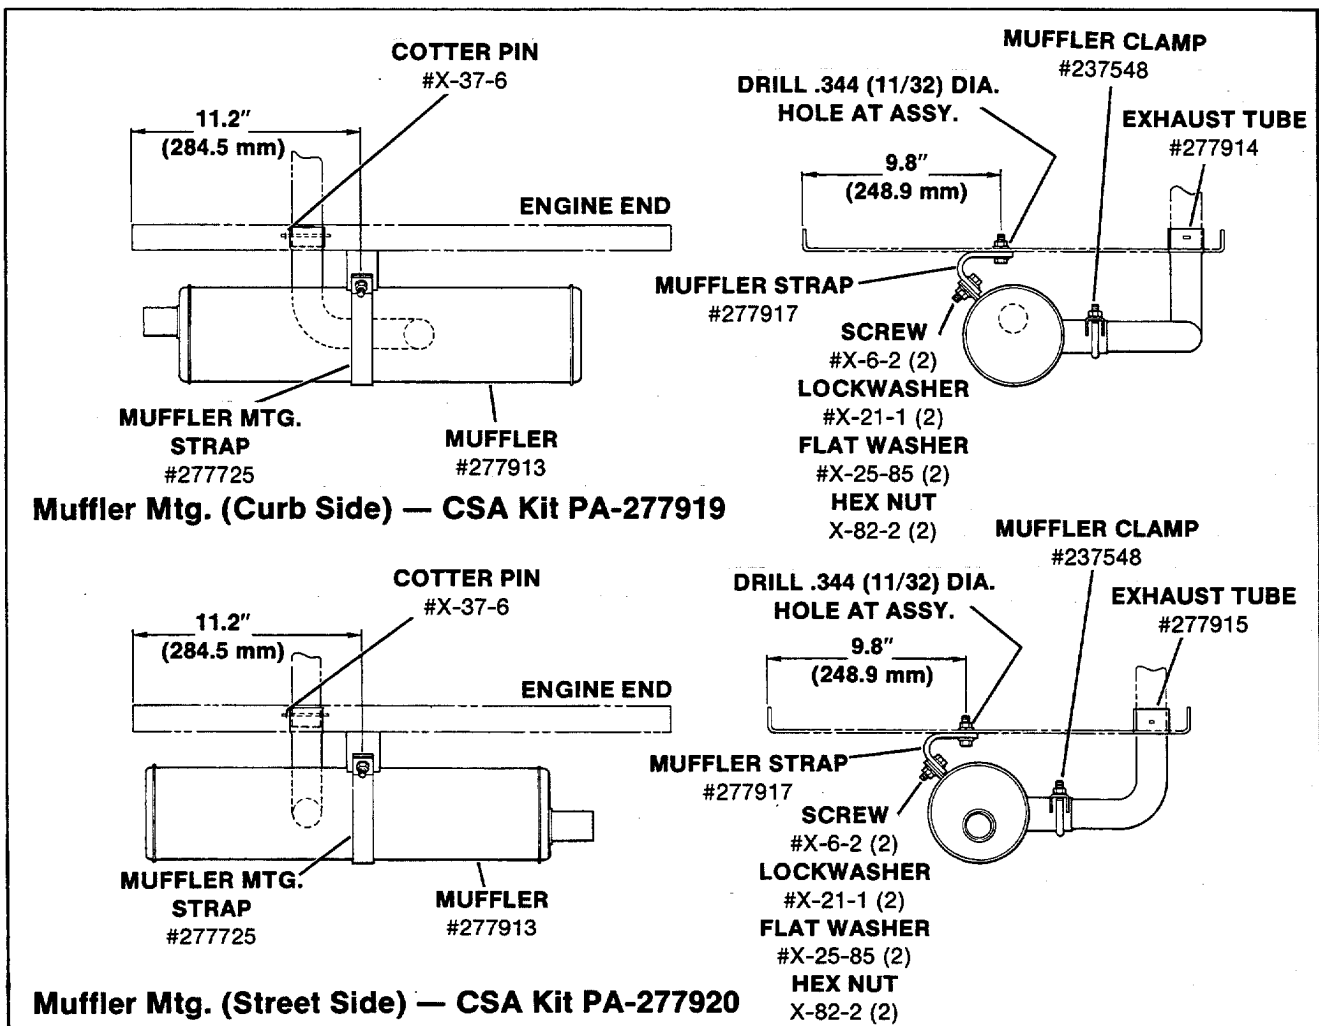 COTTER PIN
#X-37-6
11.2"
(284.5 mm)
ENGINE END
MUFFLER MTG.
STRAP
#277725
MUFFLER
#277913
MUFFLER CLAMP
#237548
DRILL .344 (11/32) DIA.
HOLE AT ASSY.
EXHAUST TUBE
#277914
9.8"
(248.9 mm)
MUFFLER STRAP
#277917
SCREW
#X-6-2 (2)
LOCKWASHER
#X-21-1 (2)
FLAT WASHER
#X-25-85 (2)
HEX NUT
X-82-2 (2)
Muffler Mtg. (Curb Side) — CSA Kit PA-277919
COTTER PIN
#X-37-6
11.2"
(284.5 mm)
ENGINE END
MUFFLER MTG.
STRAP
#277725
MUFFLER
#277913
MUFFLER CLAMP
#237548
DRILL .344 (11/32) DIA.
HOLE AT ASSY.
EXHAUST TUBE
#277915
9.8"
(248.9 mm)
MUFFLER STRAP
#277917
SCREW
#X-6-2 (2)
LOCKWASHER
#X-21-1 (2)
FLAT WASHER
#X-25-85 (2)
HEX NUT
X-82-2 (2)
Muffler Mtg. (Street Side) — CSA Kit PA-277920